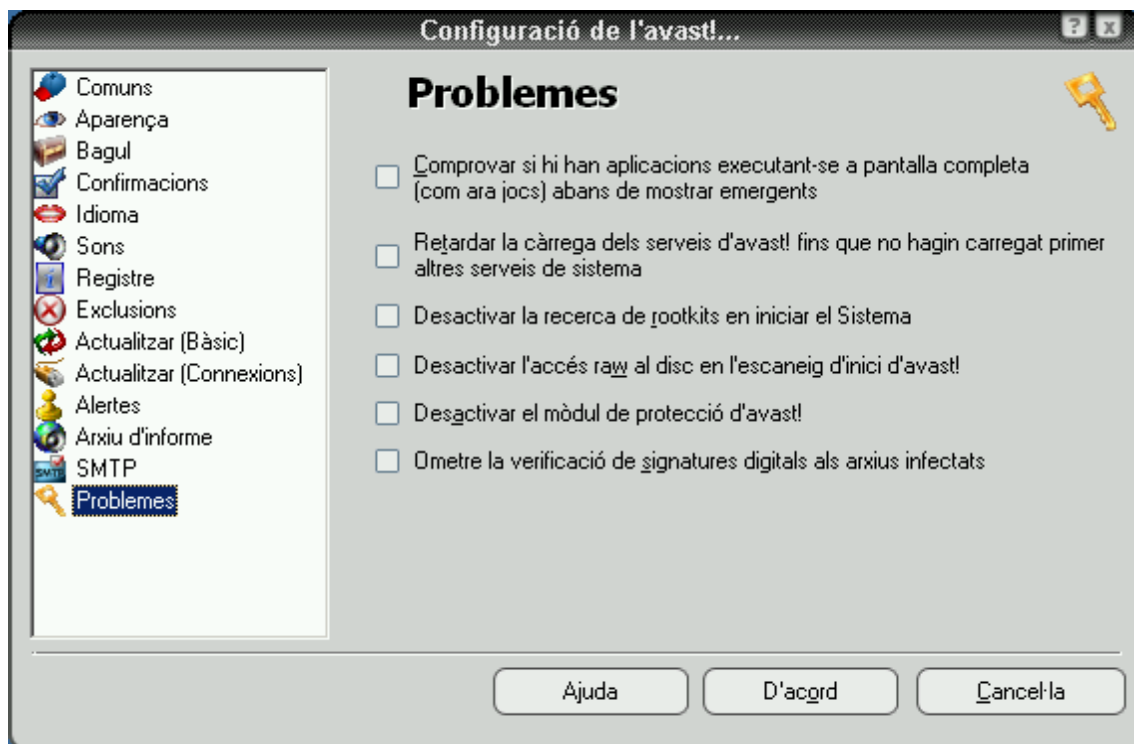 Configuració de l'avast!...
? x
Comuns
Aparença
Bagul
Confirmacions
Idioma
Sons
Registre
Exclusions
Actualitzar (Bàsic)
Actualitzar (Connexions)
Alertes
Arxiu d'informe
SMTP
Problemes
Problemes
Comprovar si hi han aplicacions executant-se a pantalla completa
(com ara jocs) abans de mostrar emergents
Retardar la càrrega dels serveis d'avast! fins que no hagin carregat primer
altres serveis de sistema
Desactivar la recerca de rootkits en iniciar el Sistema
Desactivar l'accés raw al disc en l'escaneig d'inici d'avast!
Desactivar el mòdul de protecció d'avast!
Ometre la verificació de signatures digitals als arxius infectats
Ajuda
D'acord
Cancel·la